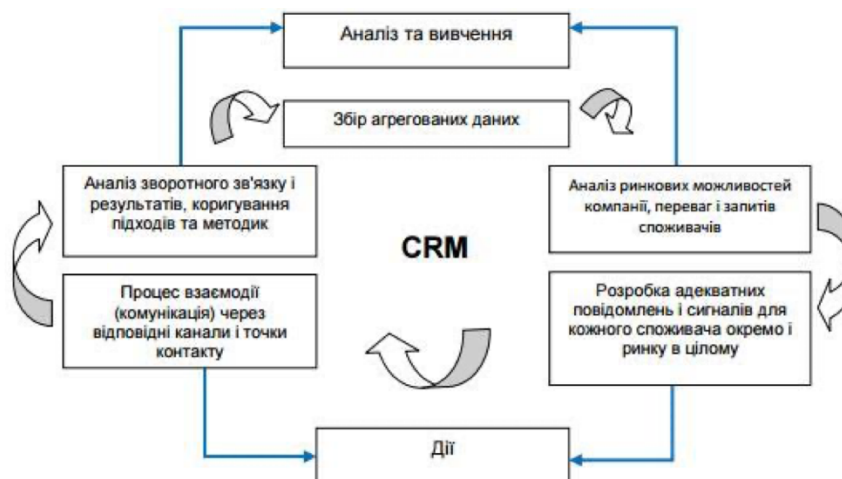 Аналіз та вивчення
Збір агрегованих даних
Аналіз зворотного зв'язку і
результатів, коригування
підходів та методик
Аналіз ринкових можливостей
компанії, переваг і запитів
споживачів
CRM
Процес взаємодії
(комунікація) через
відповідні канали і точки
контакту
Розробка адекватних
повідомлень і сигналів для
кожного споживача окремо і
ринку в цілому
Дії